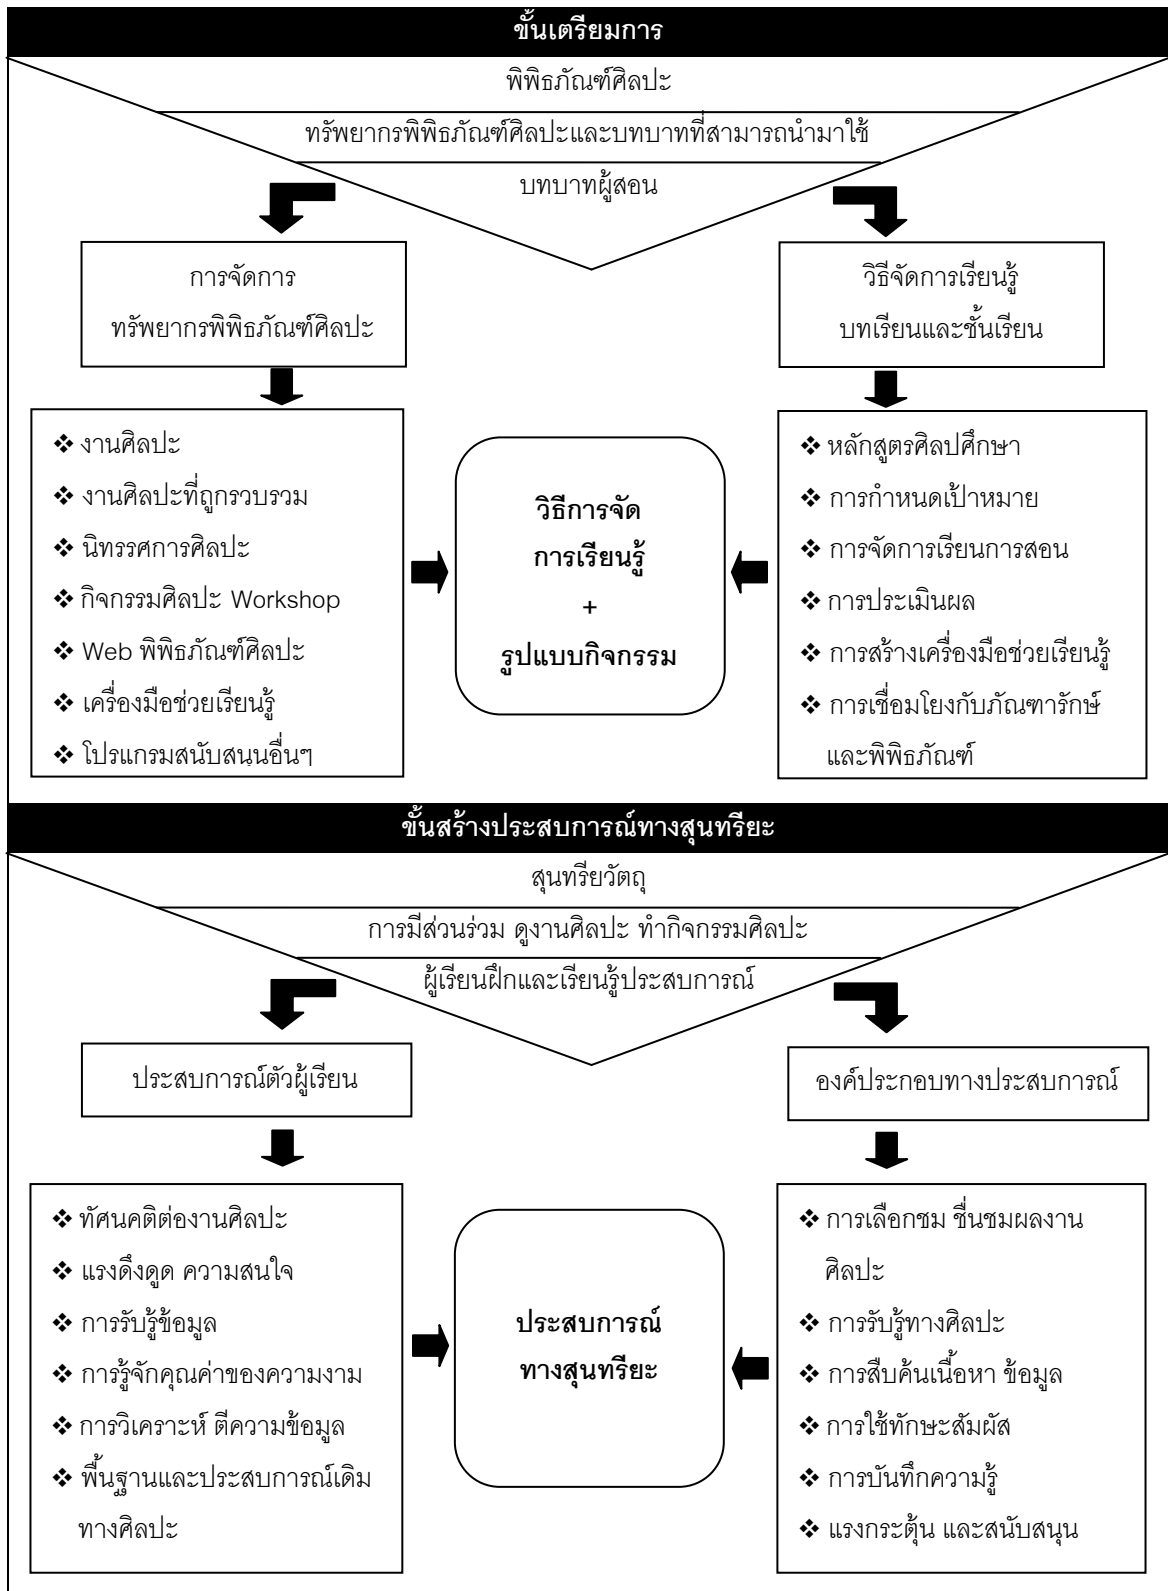 ขั้นเตรียมการ
พิพิธภัณฑ์ศิลปะ
ทรัพยากรพิพิธภัณฑ์ศิลปะและบทบาทที่สามารถนำมาใช้
บทบาทผู้สอน
การจัดการ
ทรัพยากรพิพิธภัณฑ์ศิลปะ
วิธีจัดการเรียนรู้
บทเรียนและชั้นเรียน
❖ งานศิลปะ
❖ งานศิลปะที่ถูกรวบรวม
❖ นิทรรศการศิลปะ
❖ กิจกรรมศิลปะ Workshop
❖ Web พิพิธภัณฑ์ศิลปะ
❖ เครื่องมือช่วยเรียนรู้
❖ โปรแกรมสนับสนุนอื่นๆ
วิธีการจัด
การเรียนรู้
+
รูปแบบกิจกรรม
❖ หลักสูตรศิลปศึกษา
❖ การกำหนดเป้าหมาย
❖ การจัดการเรียนการสอน
❖ การประเมินผล
❖ การสร้างเครื่องมือช่วยเรียนรู้
❖ การเชื่อมโยงกับภัณฑารักษ์
และพิพิธภัณฑ์
ขั้นสร้างประสบการณ์ทางสุนทรียะ
สุนทรียวัตถุ
การมีส่วนร่วม ดูงานศิลปะ ทำกิจกรรมศิลปะ
ผู้เรียนฝึกและเรียนรู้ประสบการณ์
ประสบการณ์ตัวผู้เรียน
องค์ประกอบทางประสบการณ์
❖ ทัศนคติต่องานศิลปะ
❖ แรงดึงดูด ความสนใจ
❖ การรับรู้ข้อมูล
❖ การรู้จักคุณค่าของความงาม
❖ การวิเคราะห์ ตีความข้อมูล
❖ พื้นฐานและประสบการณ์เดิม
ทางศิลปะ
ประสบการณ์
ทางสุนทรียะ
❖ การเลือกชม ชื่นชมผลงาน
ศิลปะ
❖ การรับรู้ทางศิลปะ
❖ การสืบค้นเนื้อหา ข้อมูล
❖ การใช้ทักษะสัมผัส
❖ การบันทึกความรู้
❖ แรงกระตุ้น และสนับสนุน